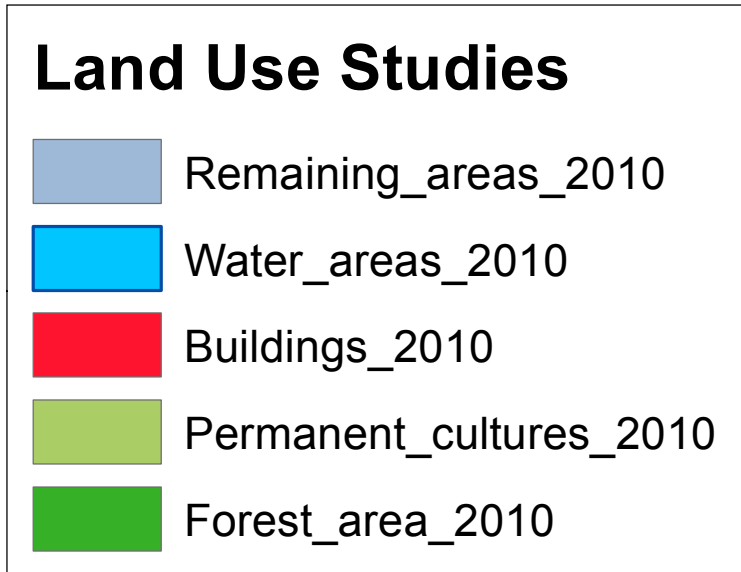 Land Use Studies
Remaining_areas_2010
Water_areas_2010
Buildings_2010
Permanent_cultures_2010
Forest_area_2010